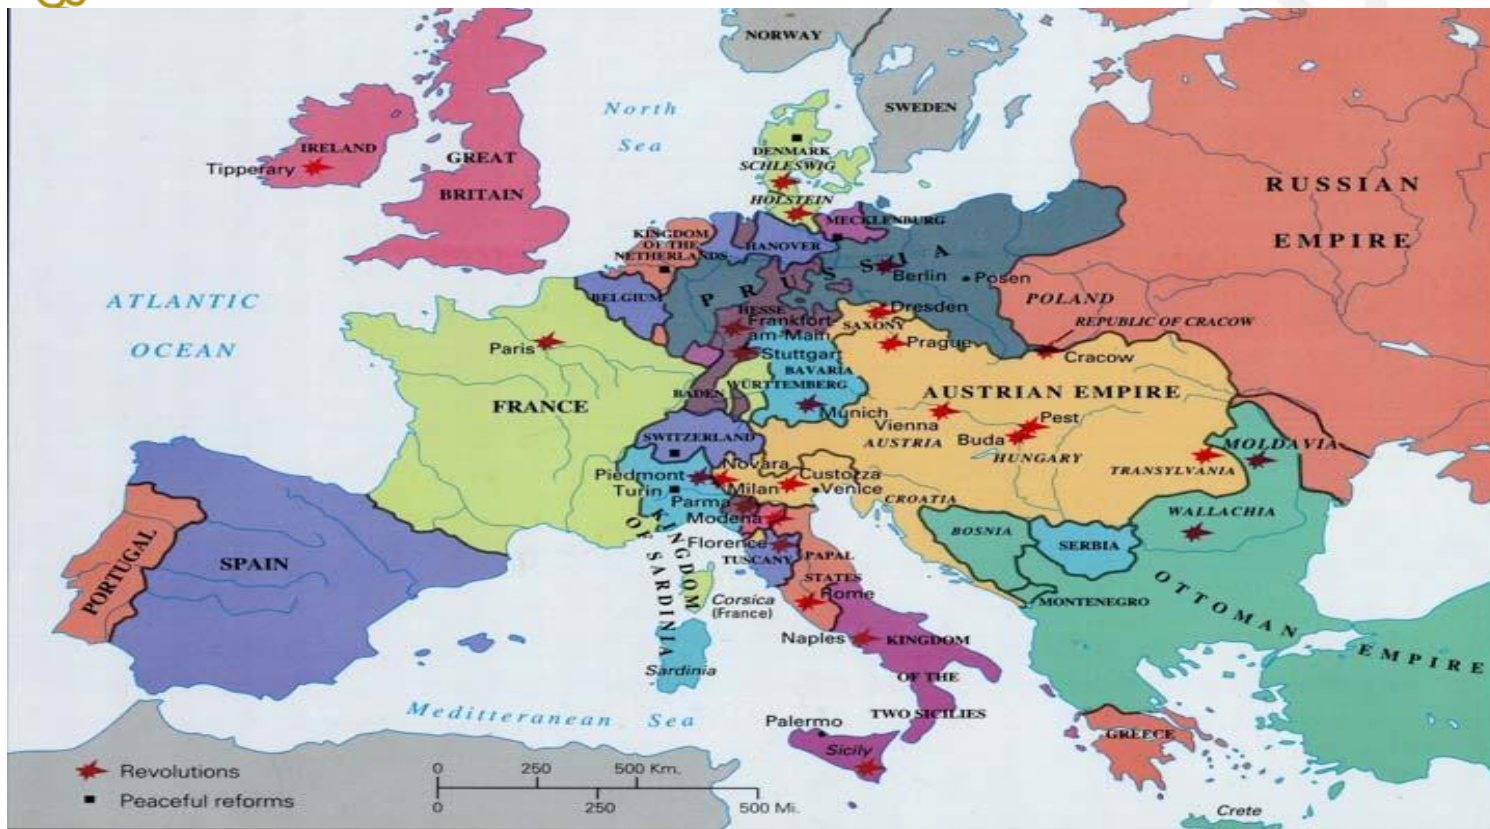 NORWAY
SWEDEN
North
Sea
IRELAND
Tipperary
GREAT
BRITAIN
DENMARK
SCHLESWIG
HOLSTEIN
MECKLENBURG
RUSSIAN
EMPIRE
KINGDOM
OF THE
NETHERLANDS
HANOVER
PRUSSIA
Berlin
Posen
ATLANTIC
OCEAN
BELGIUM
HESSE
Frankfort-
am-Main
Dresden
SAXONY
POLAND
REPUBLIC OF CRACOW
Paris
Stuttgart
Prague
Cracow
BAVARIA
WÜRTTEMBERG
BADEN
AUSTRIAN EMPIRE
FRANCE
Munich
Vienna
Pest
Buda
AUSTRIA
HUNGARY
MOLDAVIA
TRANSYLVANIA
SWITZERLAND
Novara
Piedmont
Custozza
Turin
Milan
Venice
CROATIA
Parma
Modena
WALLACHIA
BOSNIA
SERBIA
Florence
TUSCANY
PAPAL
STATES
KINGDOM
OF SARDINIA
PORTUGAL
SPAIN
Corsica
(France)
Rome
MONTENEGRO
OTTOMAN
EMPIRE
Naples
KINGDOM
OF THE
TWO SICILIES
Sardinia
Mediterranean Sea
Palermo
Sicily
GREECE
Crete
Revolutions
Peaceful reforms
0 250 500 Km.
0 250 500 Mi.